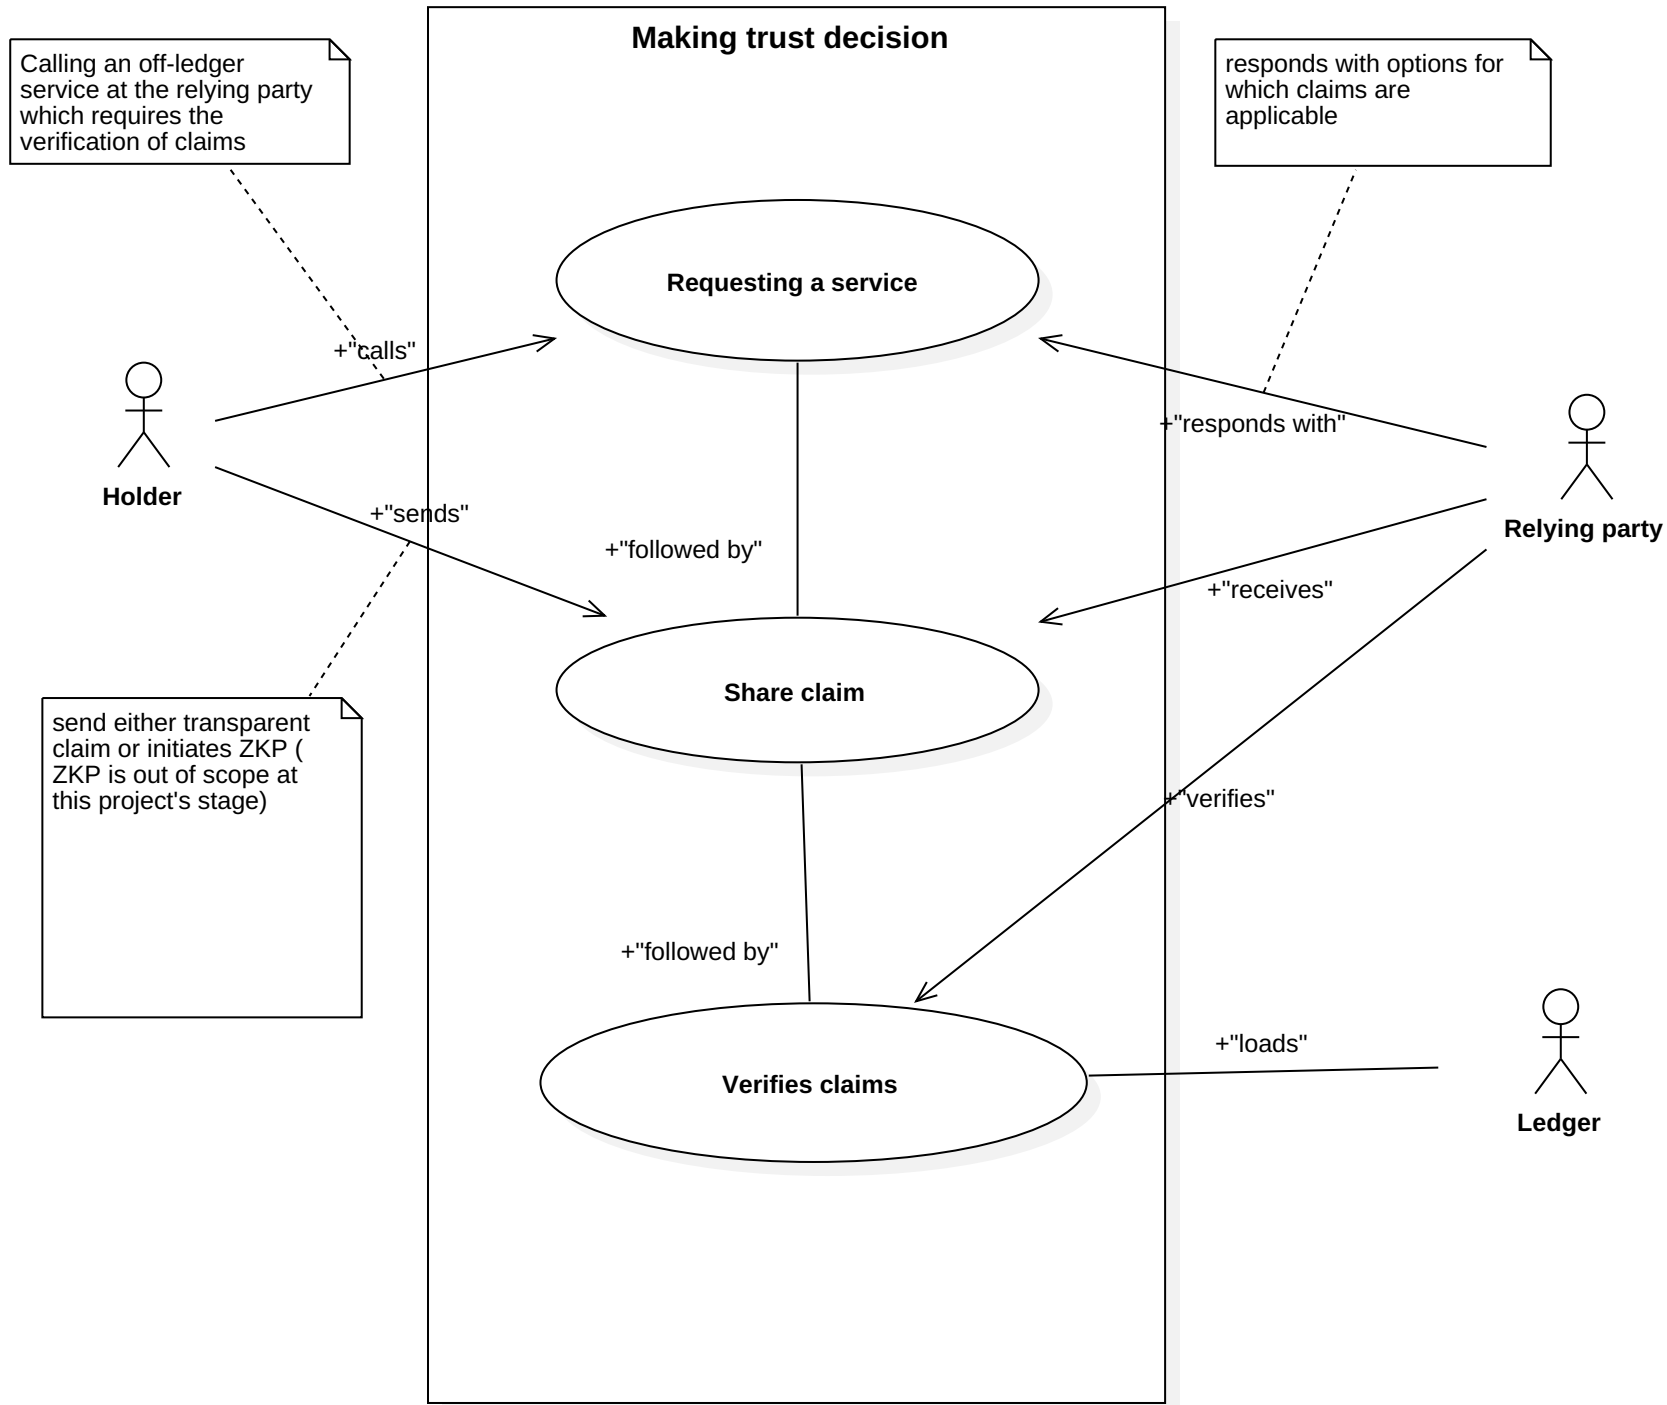 Making trust decision
Calling an off-ledger
service at the relying party
which requires the
verification of claims
responds with options for
which claims are
applicable
Requesting a service
+"calls"
+"responds with"
Holder
Relying party
+"sends"
+"followed by"
+"receives"
Share claim
send either transparent
claim or initiates ZKP (
ZKP is out of scope at
this project's stage)
+"verifies"
+"followed by"
+"loads"
Verifies claims
Ledger